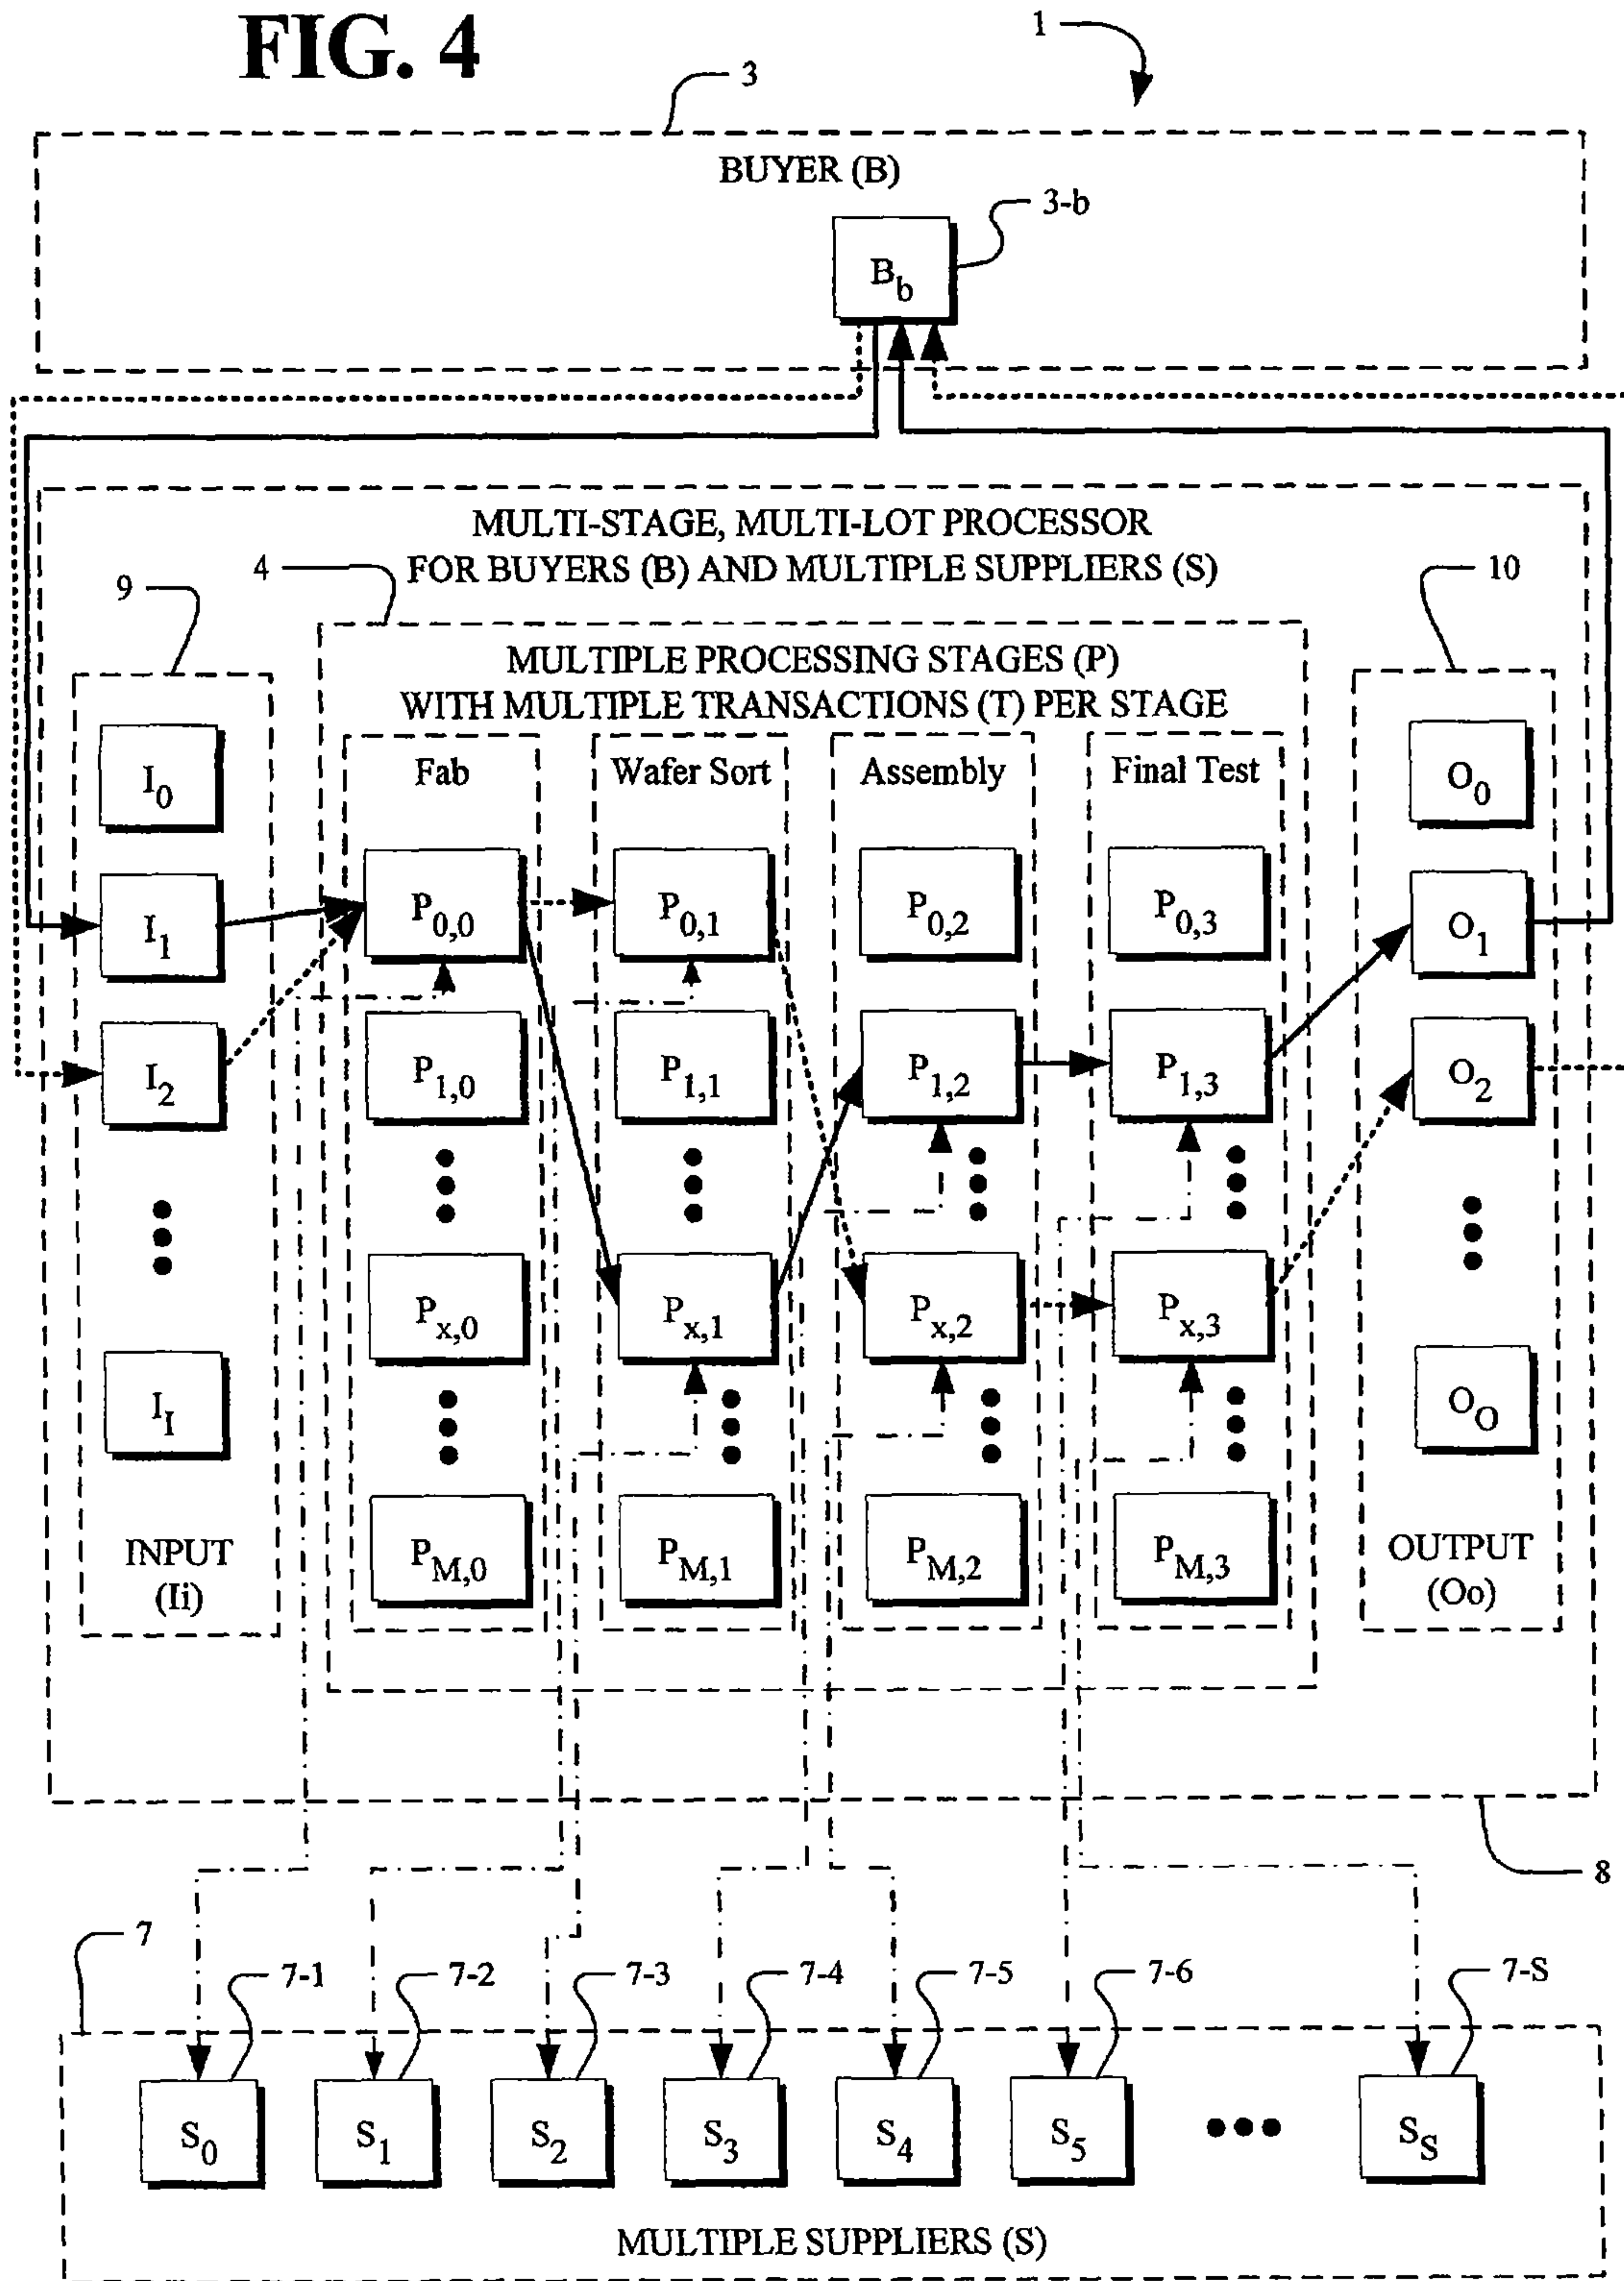 FIG. 4
1
3
BUYER (B)
3-b
B_b
MULTI-STAGE, MULTI-LOT PROCESSOR
FOR BUYERS (B) AND MULTIPLE SUPPLIERS (S)
4
9
10
MULTIPLE PROCESSING STAGES (P)
WITH MULTIPLE TRANSACTIONS (T) PER STAGE
Fab Wafer Sort Assembly Final Test
I_0 O_0
I_1 P_0,0 P_0,1 P_0,2 P_0,3 O_1
I_2 P_1,0 P_1,1 P_1,2 P_1,3 O_2
P_x,0 P_x,1 P_x,2 P_x,3
I_I O_O
P_M,0 P_M,1 P_M,2 P_M,3
INPUT
(Ii)
OUTPUT
(Oo)
8
7
7-1 7-2 7-3 7-4 7-5 7-6 7-S
S_0 S_1 S_2 S_3 S_4 S_5 S_S
MULTIPLE SUPPLIERS (S)